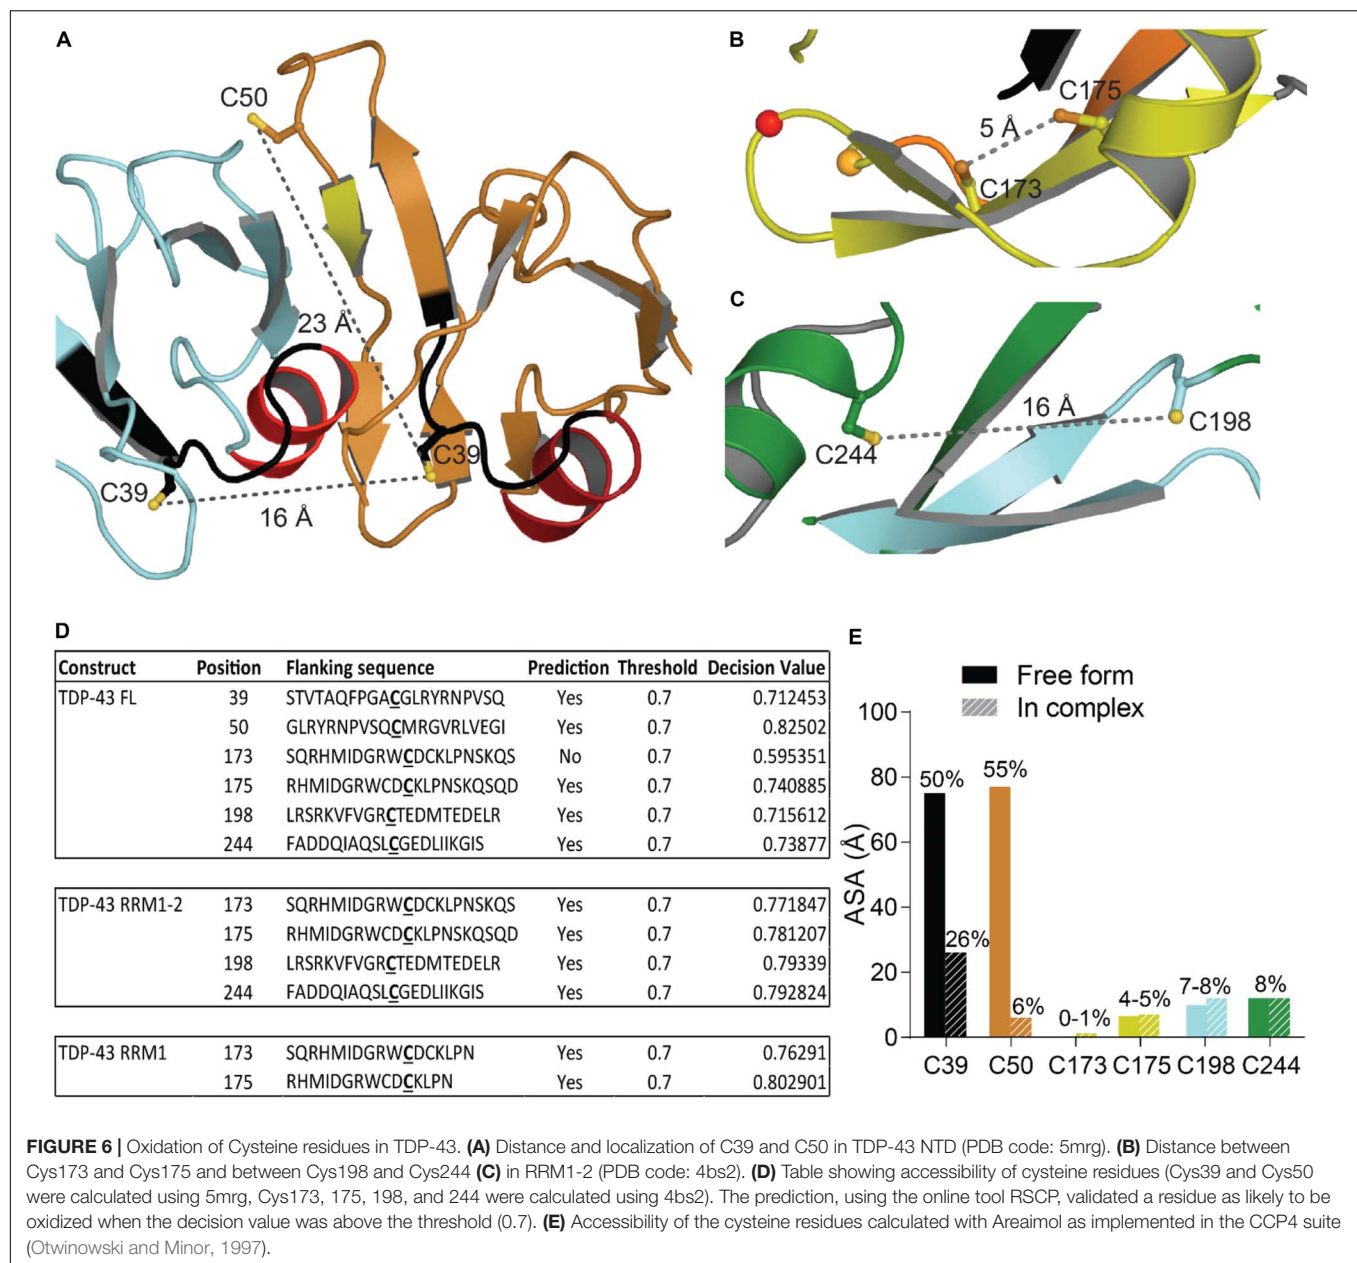 A
C50
23 Å
C39
C39
16 Å
B
C175
5 Å
C173
C
16 Å
C198
C244
D
Construct Position Flanking sequence Prediction Threshold Decision Value
TDP-43 FL 39 STVTAQFPGACGLRYRNPVSQ Yes 0.7 0.712453
50 GLRYRNPVSQCMRGVRLVEGI Yes 0.7 0.82502
173 SQRHMIDGRWCDCKLPNSKQS No 0.7 0.595351
175 RHMIDGRWCDCKLPNSKQSQD Yes 0.7 0.740885
198 LRSRKVFVGRCTEDMTEDELR Yes 0.7 0.715612
244 FADDQIAQSLCGEDLIIKGIS Yes 0.7 0.73877
TDP-43 RRM1-2 173 SQRHMIDGRWCDCKLPNSKQS Yes 0.7 0.771847
175 RHMIDGRWCDCKLPNSKQSQD Yes 0.7 0.781207
198 LRSRKVFVGRCTEDMTEDELR Yes 0.7 0.79339
244 FADDQIAQSLCGEDLIIKGIS Yes 0.7 0.792824
TDP-43 RRM1 173 SQRHMIDGRWCDCKLPN Yes 0.7 0.76291
175 RHMIDGRWCDCKLPN Yes 0.7 0.802901
E
Free form
In complex
ASA (Å)
100
80
60
40
20
0
50%
26%
55%
6%
0-1%
4-5%
7-8%
8%
C39 C50 C173 C175 C198 C244
FIGURE 6 | Oxidation of Cysteine residues in TDP-43. (A) Distance and localization of C39 and C50 in TDP-43 NTD (PDB code: 5mrg). (B) Distance between
Cys173 and Cys175 and between Cys198 and Cys244 (C) in RRM1-2 (PDB code: 4bs2). (D) Table showing accessibility of cysteine residues (Cys39 and Cys50
were calculated using 5mrg, Cys173, 175, 198, and 244 were calculated using 4bs2). The prediction, using the online tool RSCP, validated a residue as likely to be
oxidized when the decision value was above the threshold (0.7). (E) Accessibility of the cysteine residues calculated with Areaimol as implemented in the CCP4 suite
(Otwinowski and Minor, 1997).